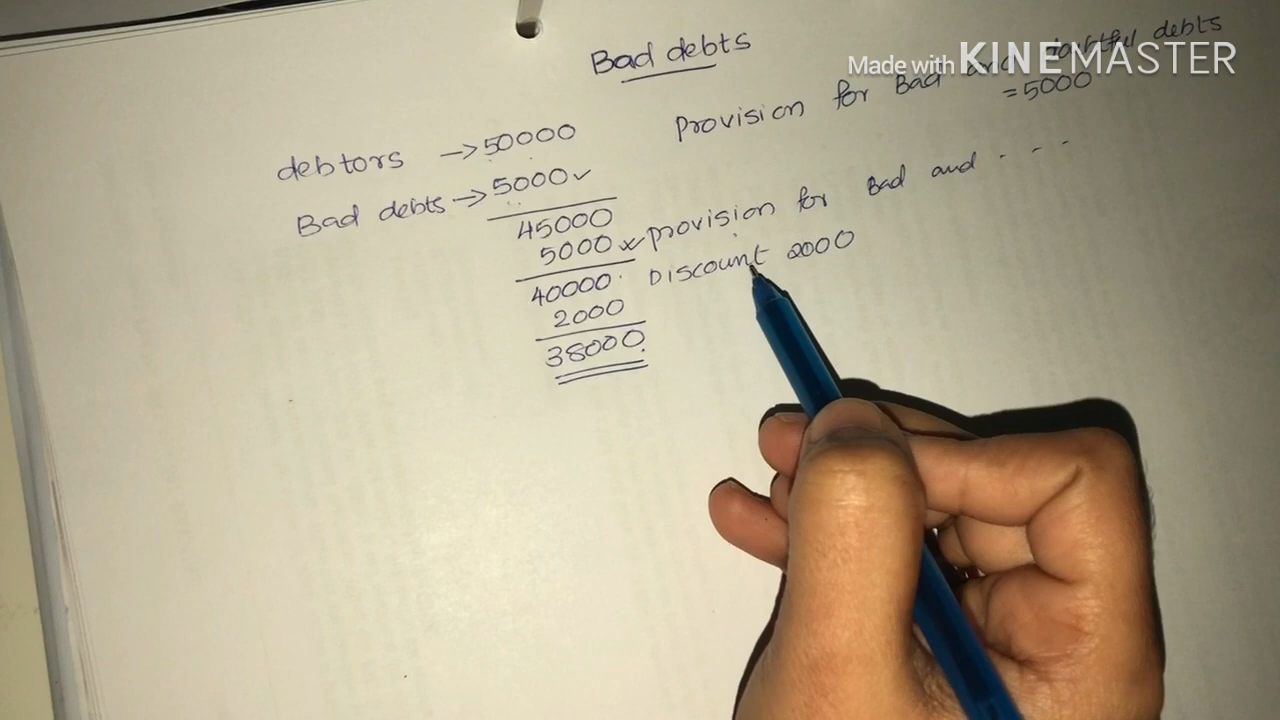 Bad debts
Made with KINEMASTER
Provision for Bad and doubtful debts
= 5000
debtors → 50000
Bad debts → 5000 ✓
45000
5000 × provision for Bad and - - -
40000
Discount 2000
2000
38000